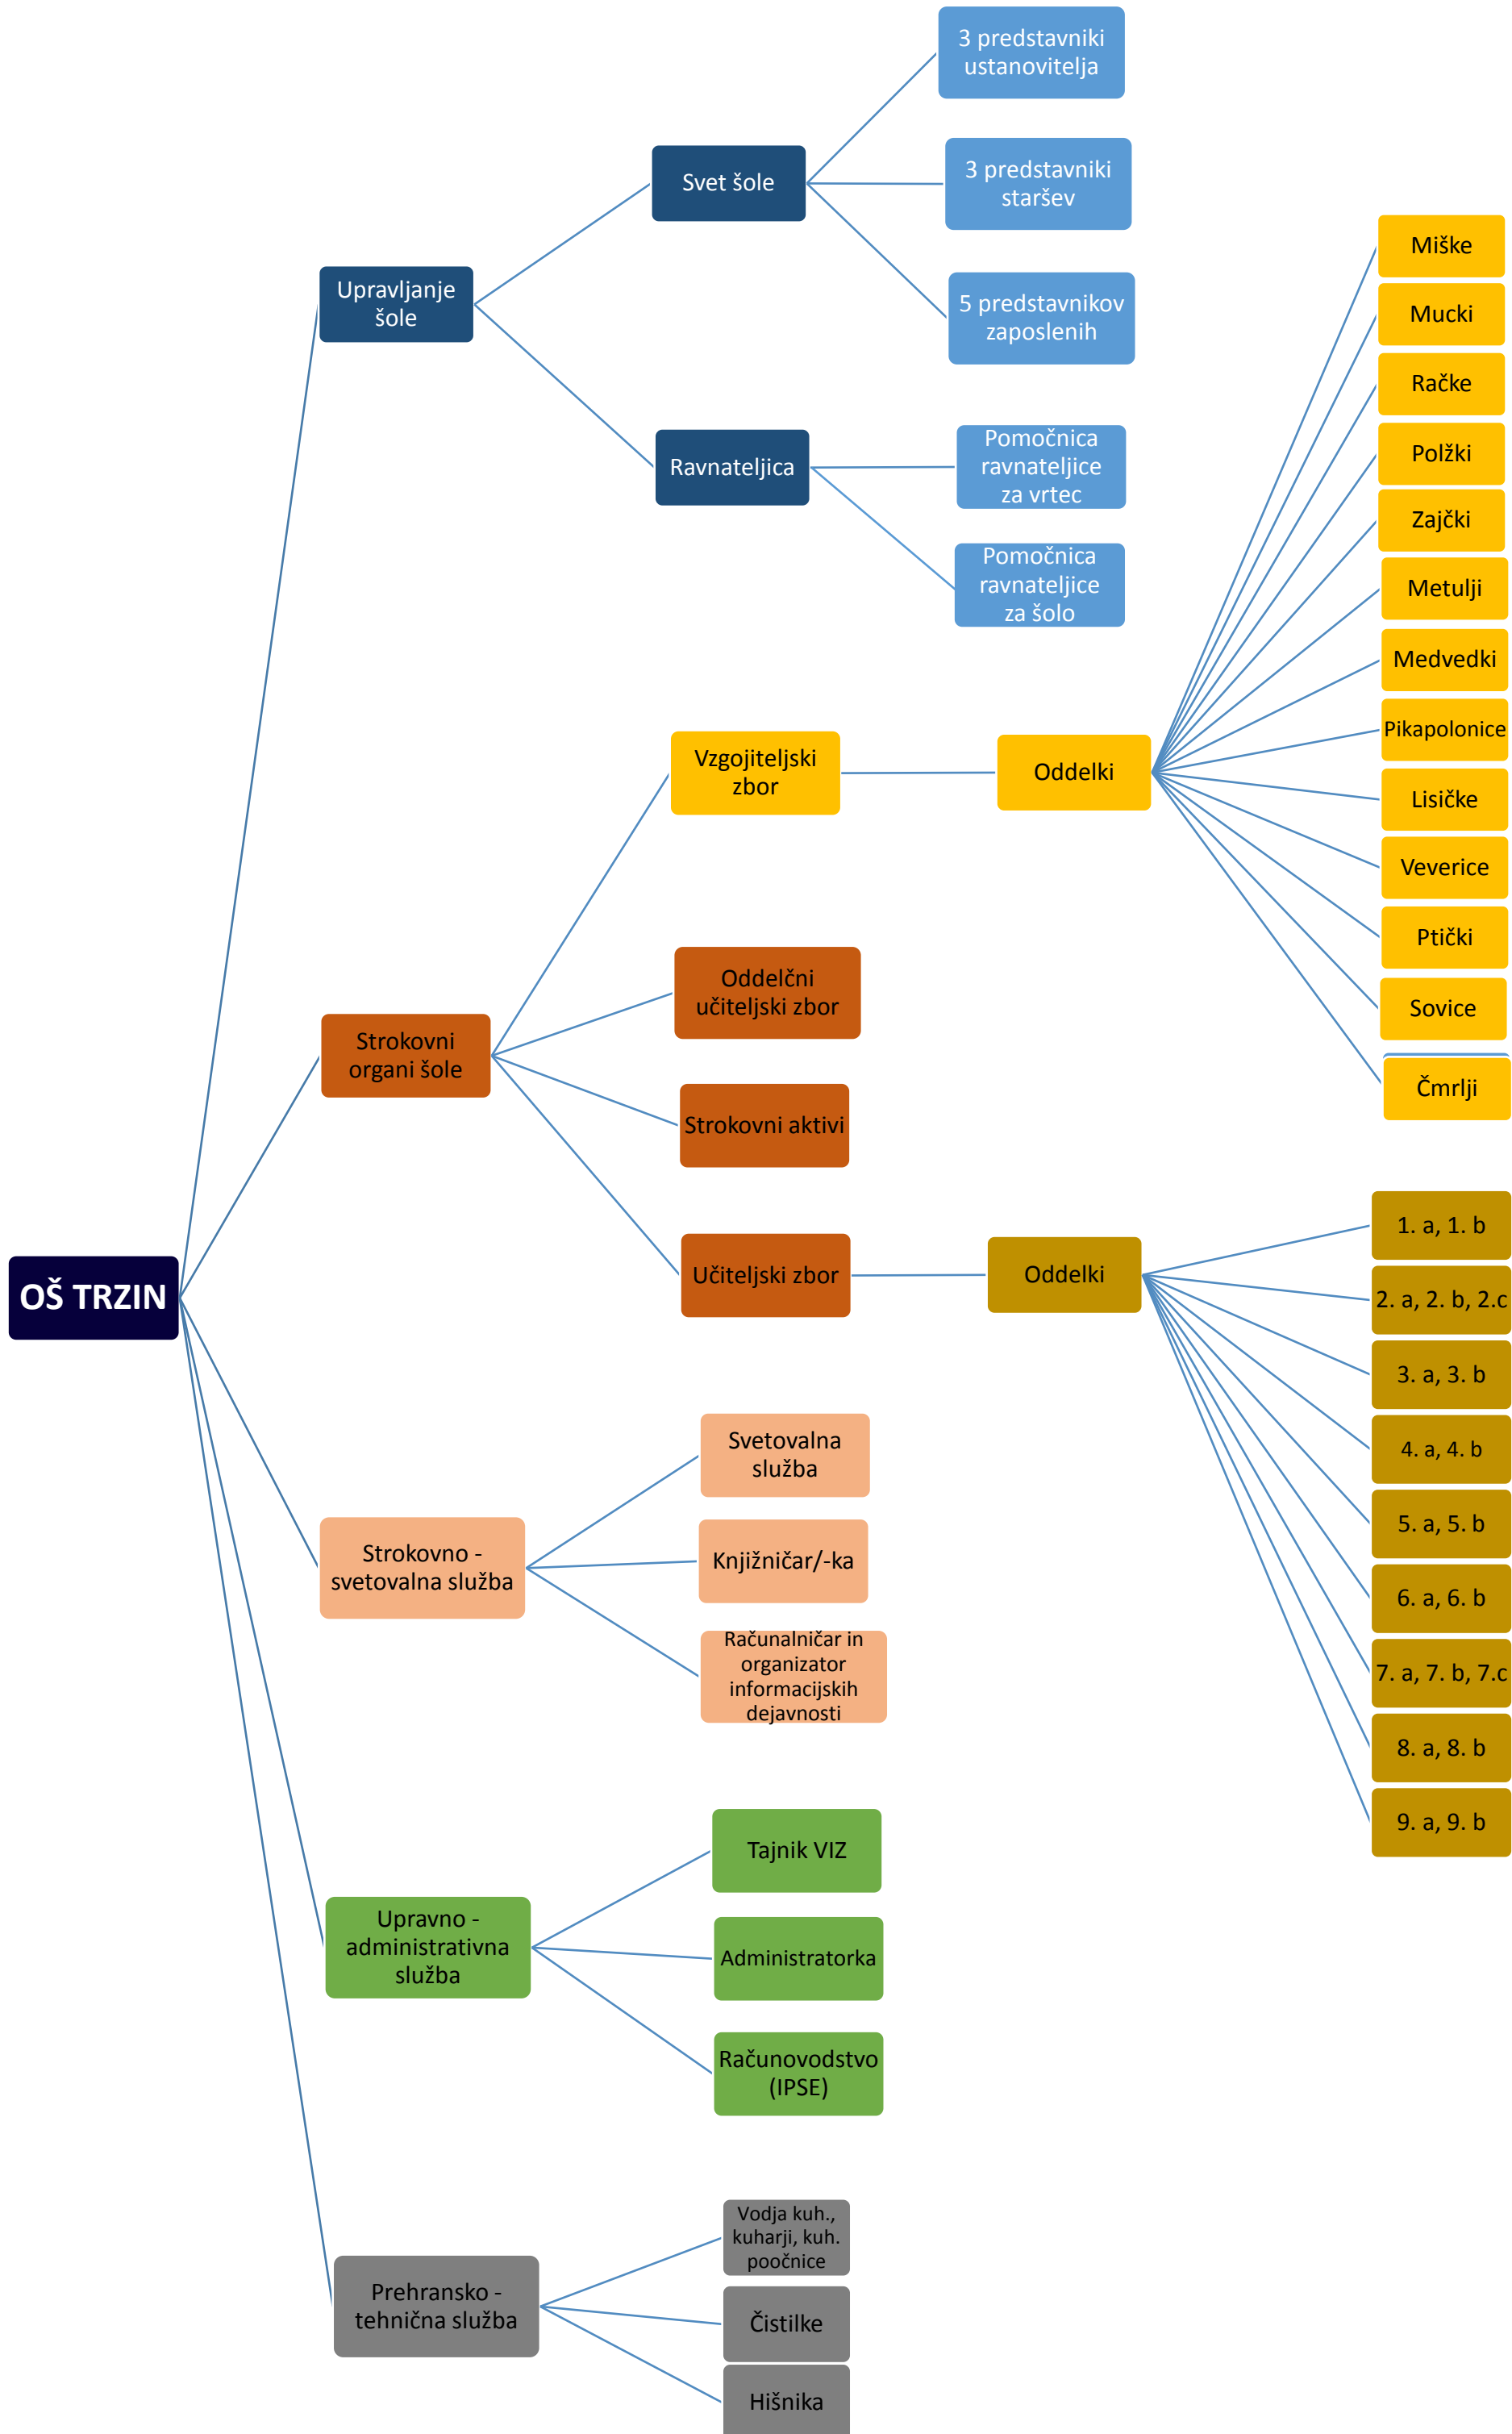 OŠ TRZIN
Upravljanje
šole
Svet šole
3 predstavniki
ustanovitelja
3 predstavniki
staršev
5 predstavnikov
zaposlenih
Ravnateljica
Pomočnica
ravnateljice
za vrtec
Pomočnica
ravnateljice
za šolo
Strokovni
organi šole
Vzgojiteljski
zbor
Oddelki
Miške
Mucki
Račke
Polžki
Zajčki
Metulji
Medvedki
Pikapolonice
Lisičke
Veverice
Ptički
Sovice
Čmrlji
Oddelčni
učiteljski zbor
Strokovni aktivi
Učiteljski zbor
Oddelki
1. a, 1. b
2. a, 2. b, 2.c
3. a, 3. b
4. a, 4. b
5. a, 5. b
6. a, 6. b
7. a, 7. b, 7.c
8. a, 8. b
9. a, 9. b
Strokovno -
svetovalna služba
Svetovalna
služba
Knjižničar/-ka
Računalničar in
organizator
informacijskih
dejavnosti
Upravno -
administrativna
služba
Tajnik VIZ
Administratorka
Računovodstvo
(IPSE)
Prehransko -
tehnična služba
Vodja kuh.,
kuharji, kuh.
poočnice
Čistilke
Hišnika